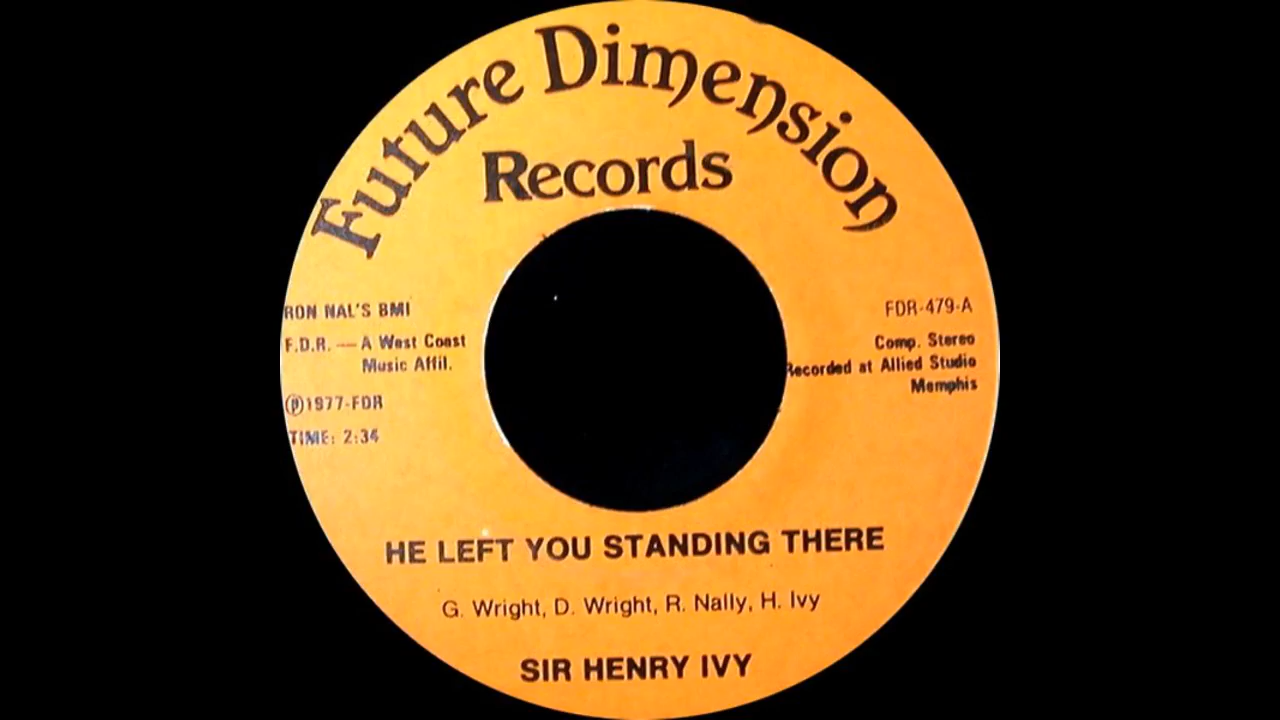 Future Dimension
Records
RON NAL'S BMI
F.D.R. — A West Coast
Music Affil.
Ⓟ1977-FDR
TIME: 2:34
FDR-479-A
Comp. Stereo
Recorded at Allied Studio
Memphis
HE LEFT YOU STANDING THERE
G. Wright, D. Wright, R. Nally, H. Ivy
SIR HENRY IVY